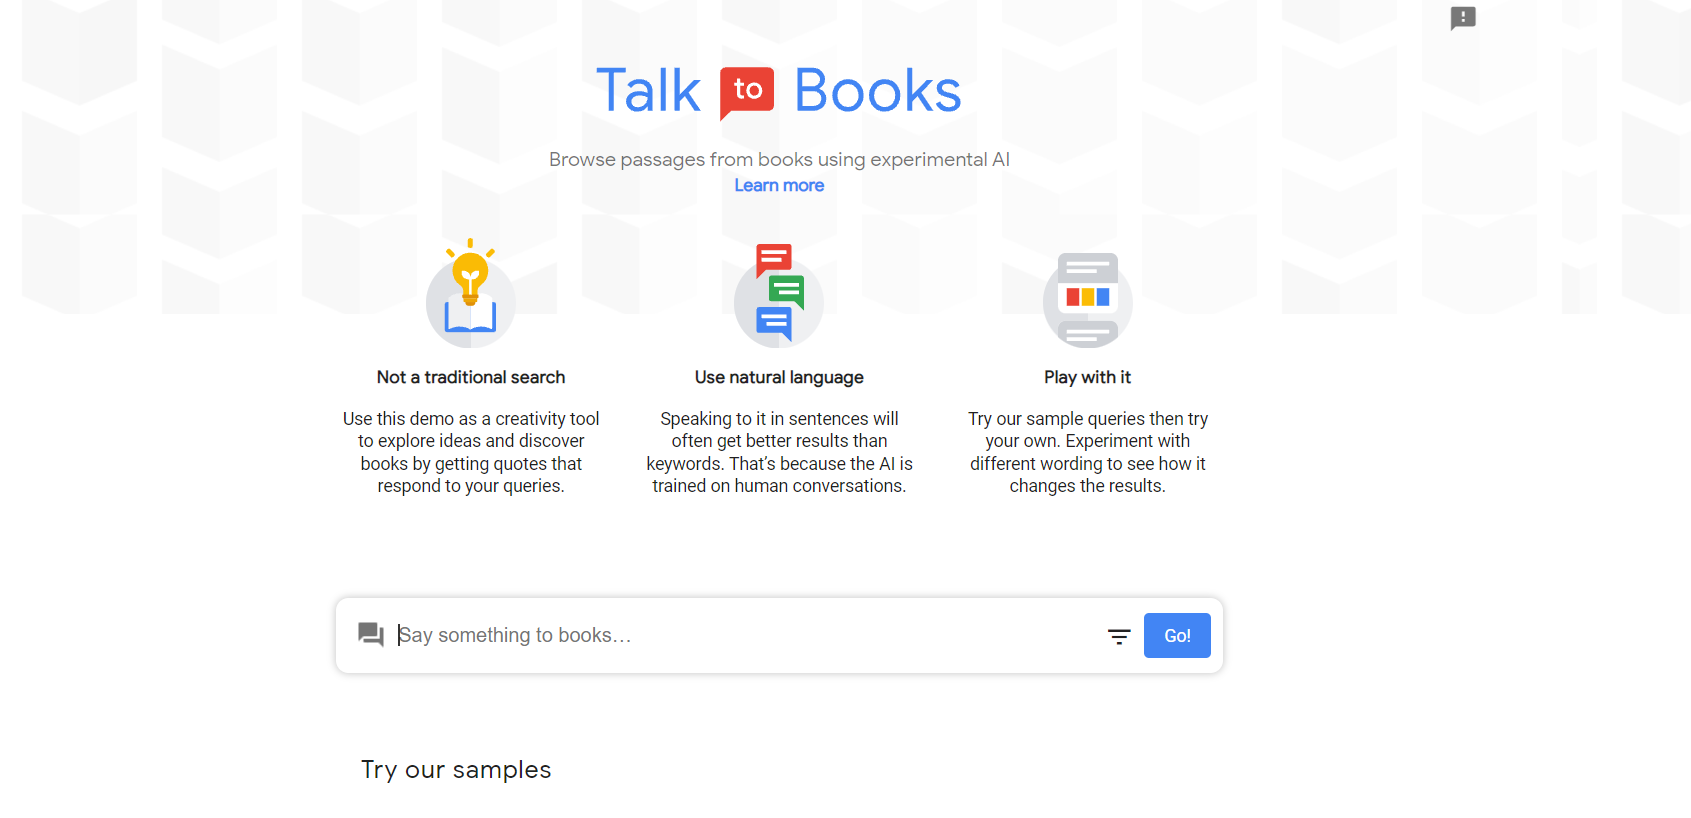 Talk to Books
Browse passages from books using experimental AI
Learn more
Not a traditional search
Use this demo as a creativity tool
to explore ideas and discover
books by getting quotes that
respond to your queries.
Use natural language
Speaking to it in sentences will
often get better results than
keywords. That’s because the AI is
trained on human conversations.
Play with it
Try our sample queries then try
your own. Experiment with
different wording to see how it
changes the results.
Say something to books…
Go!
Try our samples